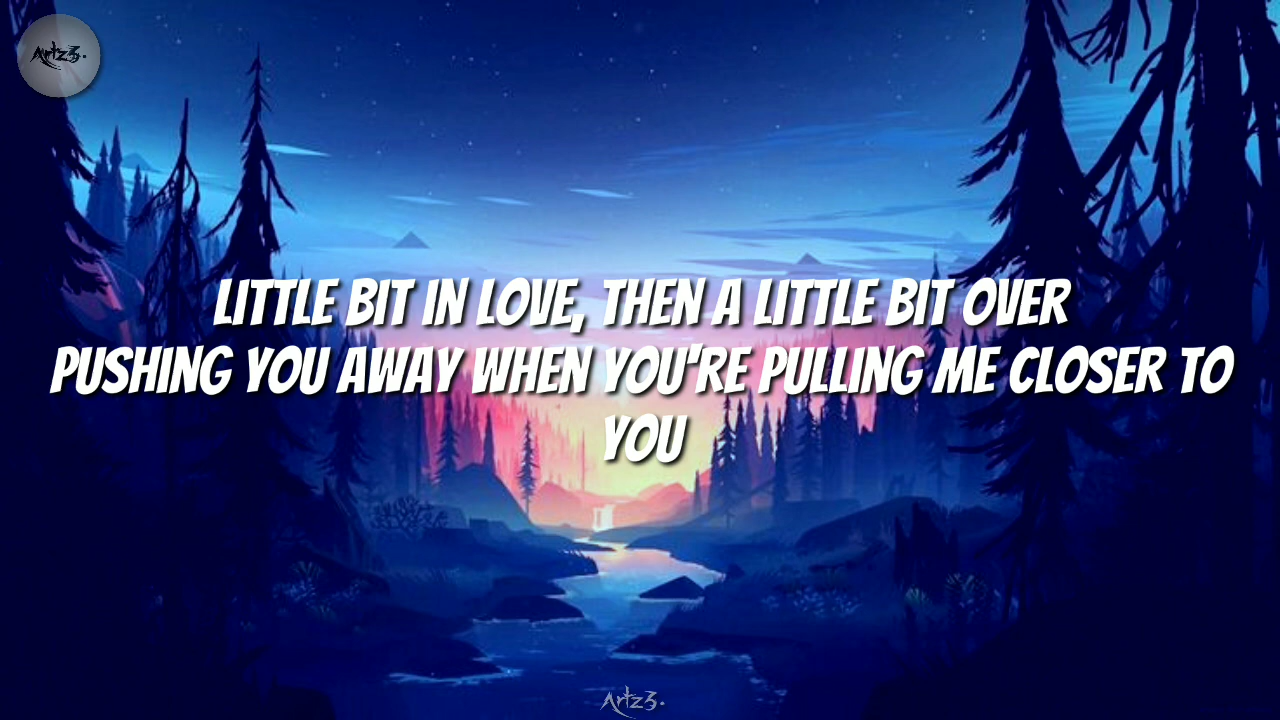 Artz3.
LITTLE BIT IN LOVE, THEN A LITTLE BIT OVER
PUSHING YOU AWAY WHEN YOU'RE PULLING ME CLOSER TO
YOU
Artz3.